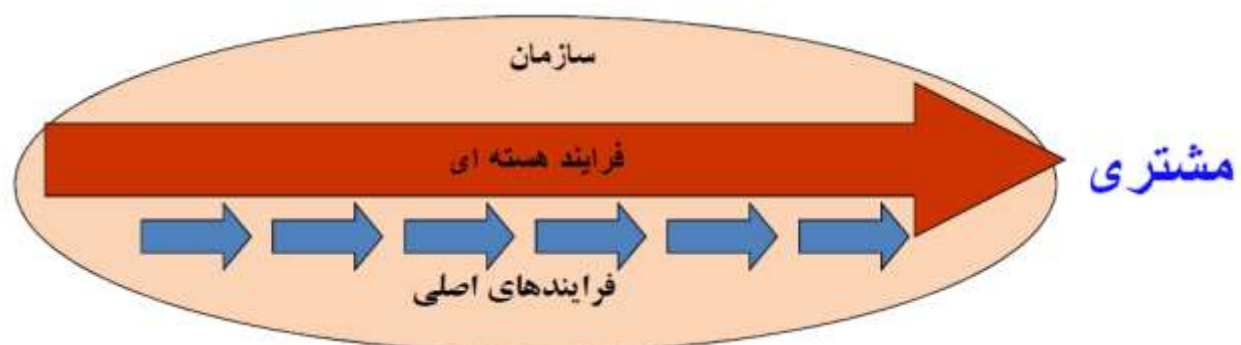 سازمان
فرایند هسته ای
مشتری
فرایندهای اصلی